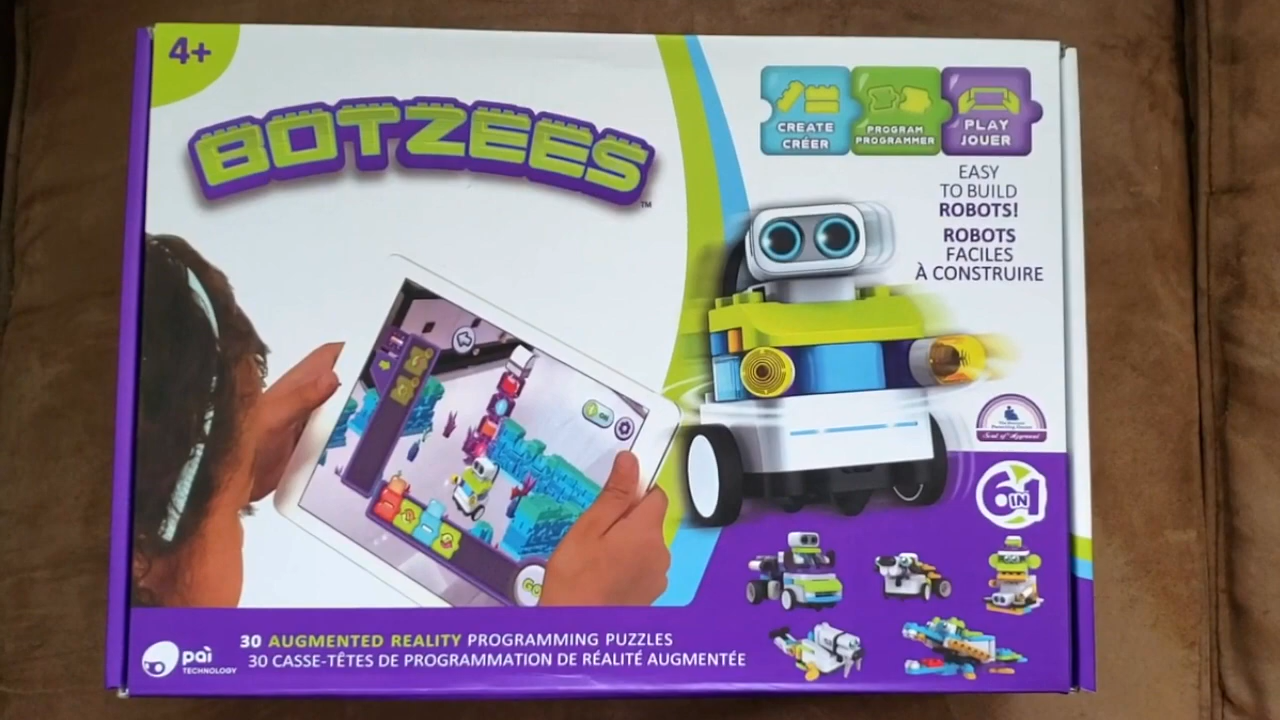 4+
BOTZEES
TM
CREATE
CRÉER
PROGRAM
PROGRAMMER
PLAY
JOUER
EASY
TO BUILD
ROBOTS!
ROBOTS
FACILES
À CONSTRUIRE
6 IN 1
GO
30 AUGMENTED REALITY PROGRAMMING PUZZLES
30 CASSE-TÊTES DE PROGRAMMATION DE RÉALITÉ AUGMENTÉE
pai
TECHNOLOGY